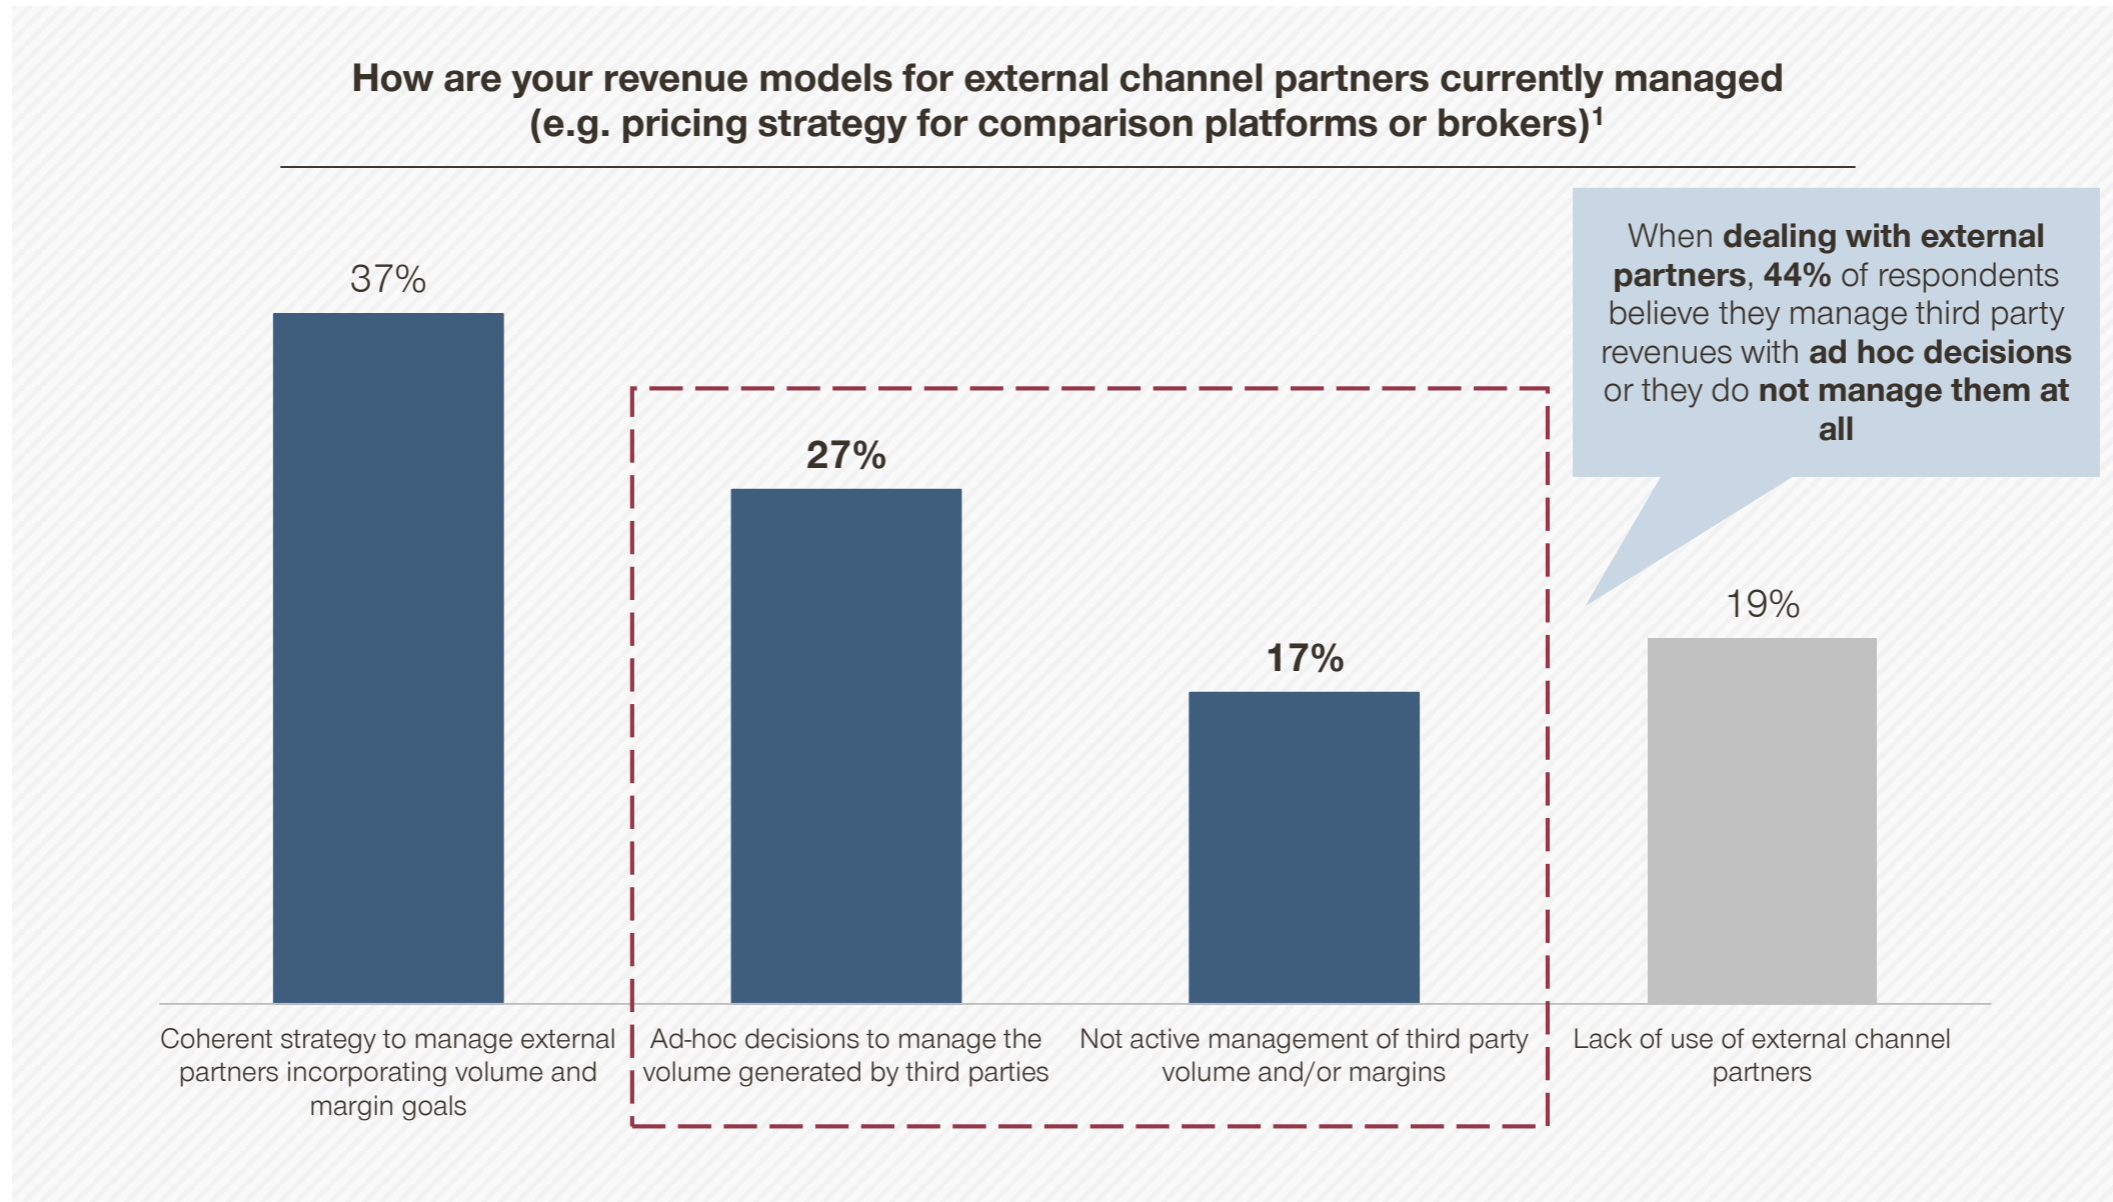 How are your revenue models for external channel partners currently managed
(e.g. pricing strategy for comparison platforms or brokers)¹
When dealing with external
partners, 44% of respondents
believe they manage third party
revenues with ad hoc decisions
or they do not manage them at
all
37%
27%
17%
19%
Coherent strategy to manage external
partners incorporating volume and
margin goals
Ad-hoc decisions to manage the
volume generated by third parties
Not active management of third party
volume and/or margins
Lack of use of external channel
partners